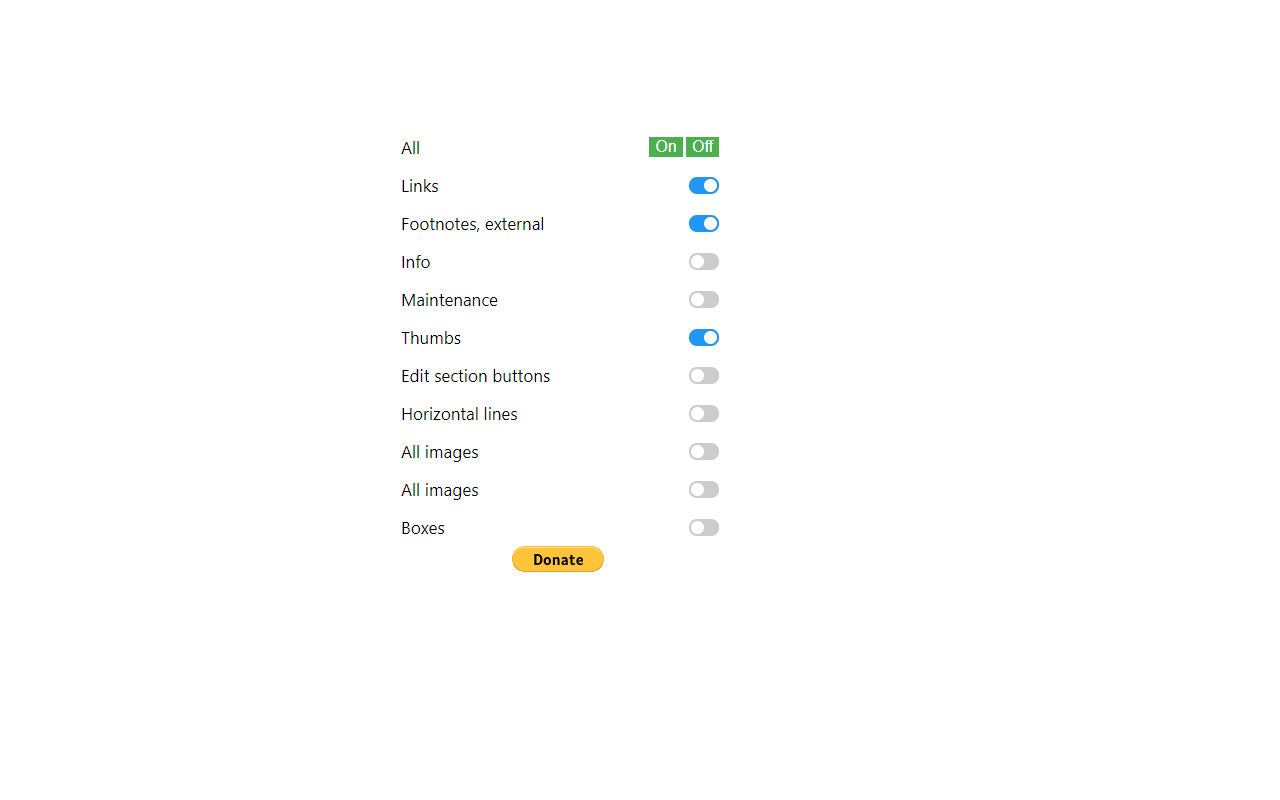 All On Off
Links
Footnotes, external
Info
Maintenance
Thumbs
Edit section buttons
Horizontal lines
All images
All images
Boxes
Donate